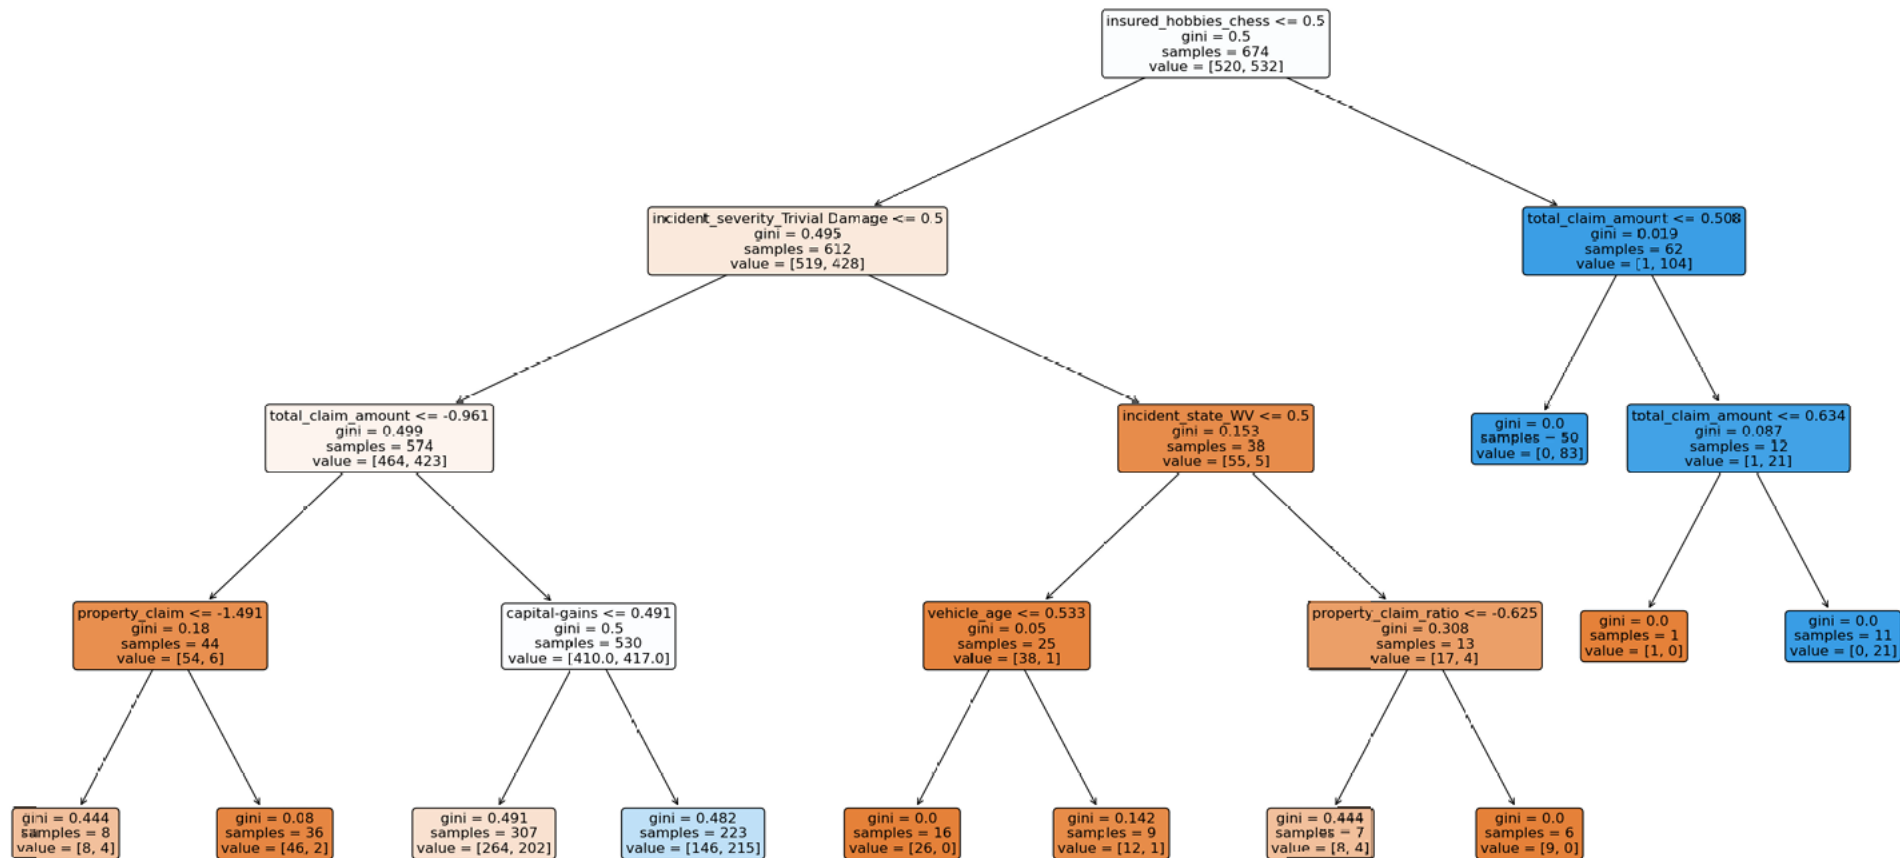 insured_hobbies_chess <= 0.5
gini = 0.5
samples = 674
value = [520, 532]
incident_severity_Trivial Damage <= 0.5
gini = 0.495
samples = 612
value = [519, 428]
total_claim_amount <= 0.508
gini = 0.019
samples = 62
value = [1, 104]
total_claim_amount <= -0.961
gini = 0.499
samples = 574
value = [464, 423]
incident_state_WV <= 0.5
gini = 0.153
samples = 38
value = [55, 5]
gini = 0.0
samples = 50
value = [0, 83]
total_claim_amount <= 0.634
gini = 0.087
samples = 12
value = [1, 21]
property_claim <= -1.491
gini = 0.18
samples = 44
value = [54, 6]
capital-gains <= 0.491
gini = 0.5
samples = 530
value = [410.0, 417.0]
vehicle_age <= 0.533
gini = 0.05
samples = 25
value = [38, 1]
property_claim_ratio <= -0.625
gini = 0.308
samples = 13
value = [17, 4]
gini = 0.0
samples = 1
value = [1, 0]
gini = 0.0
samples = 11
value = [0, 21]
gini = 0.444
samples = 8
value = [8, 4]
gini = 0.08
samples = 36
value = [46, 2]
gini = 0.491
samples = 307
value = [264, 202]
gini = 0.482
samples = 223
value = [146, 215]
gini = 0.0
samples = 16
value = [26, 0]
gini = 0.142
samples = 9
value = [12, 1]
gini = 0.444
samples = 7
value = [8, 4]
gini = 0.0
samples = 6
value = [9, 0]